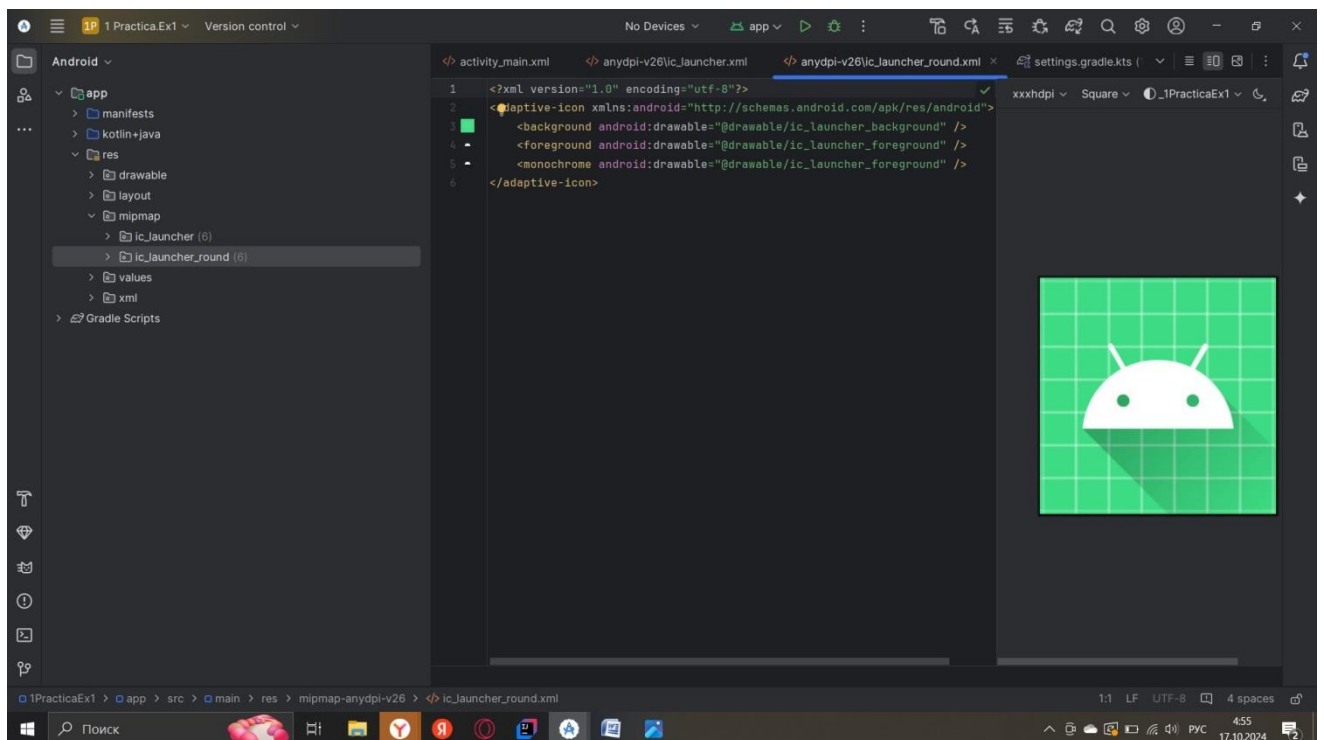 1P 1 Practica.Ex1 Version control No Devices app
Android
app
manifests
kotlin+java
res
drawable
layout
mipmap
ic_launcher (6)
ic_launcher_round (6)
values
xml
Gradle Scripts
activity_main.xml anydpi-v26\ic_launcher.xml anydpi-v26\ic_launcher_round.xml settings.gradle.kts (
xxxhdpi Square _1PracticaEx1
1 <?xml version="1.0" encoding="utf-8"?>
2 <adaptive-icon xmlns:android="http://schemas.android.com/apk/res/android">
3 <background android:drawable="@drawable/ic_launcher_background" />
4 <foreground android:drawable="@drawable/ic_launcher_foreground" />
5 <monochrome android:drawable="@drawable/ic_launcher_foreground" />
6 </adaptive-icon>
1PracticaEx1 > app > src > main > res > mipmap-anydpi-v26 > ic_launcher_round.xml
1:1 LF UTF-8 4 spaces
Поиск
РУС
4:55
17.10.2024
2